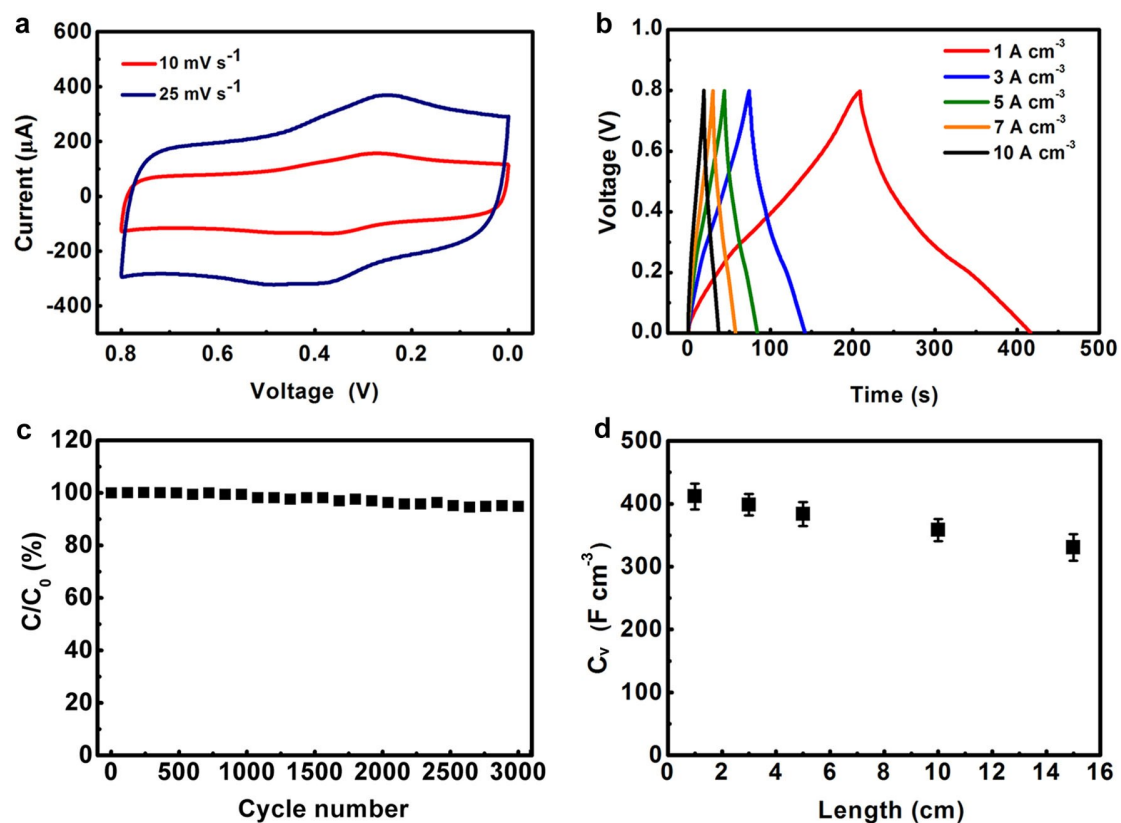 a
600
400
200
0
-200
-400
Current (μA)
10 mV s-1
25 mV s-1
0.8 0.6 0.4 0.2 0.0
Voltage (V)
b
1.0
0.8
0.6
0.4
0.2
0.0
Voltage (V)
1 A cm-3
3 A cm-3
5 A cm-3
7 A cm-3
10 A cm-3
0 100 200 300 400 500
Time (s)
c
120
100
80
60
40
20
0
C/C0 (%)
0 500 1000 1500 2000 2500 3000
Cycle number
d
500
400
300
200
100
0
Cv (F cm-3)
0 2 4 6 8 10 12 14 16
Length (cm)